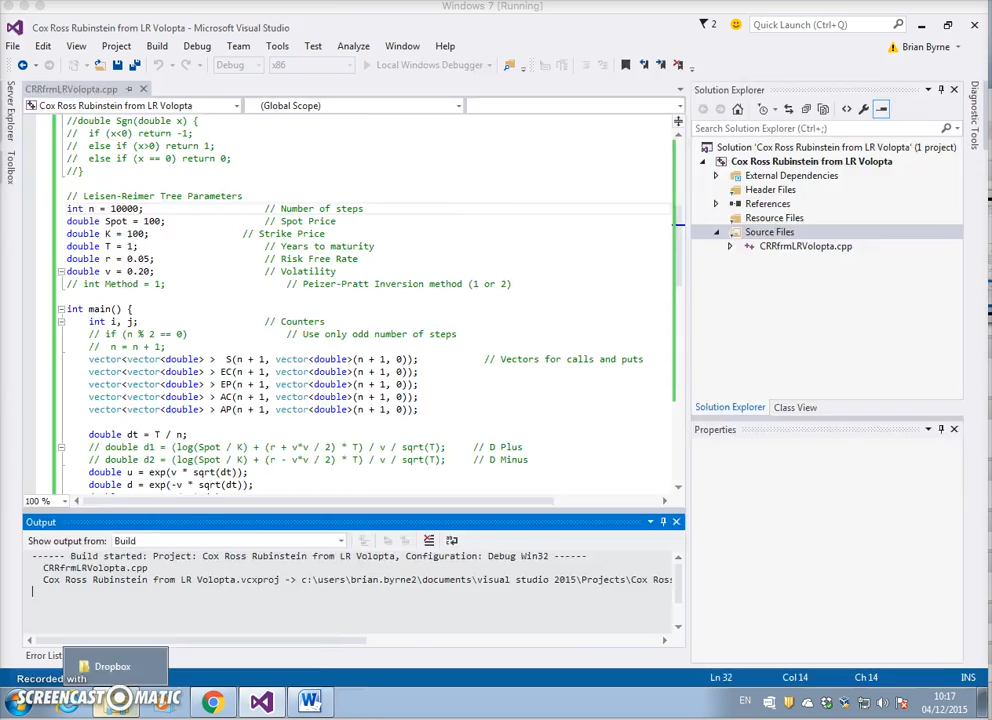 Windows 7 [Running]
Cox Ross Rubinstein from LR Volopta - Microsoft Visual Studio
2
Quick Launch (Ctrl+Q)
File Edit View Project Build Debug Team Tools Test Analyze Window Help
Brian Byrne
Debug x86 Local Windows Debugger
Server Explorer
Toolbox
CRRfrmLRVolopta.cpp
Cox Ross Rubinstein from LR Volopta (Global Scope)
//double Sgn(double x) {
// if (x<0) return -1;
// else if (x>0) return 1;
// else if (x == 0) return 0;
//}
// Leisen-Reimer Tree Parameters
int n = 10000; // Number of steps
double Spot = 100; // Spot Price
double K = 100; // Strike Price
double T = 1; // Years to maturity
double r = 0.05; // Risk Free Rate
double v = 0.20; // Volatility
// int Method = 1; // Peizer-Pratt Inversion method (1 or 2)
int main() {
int i, j; // Counters
// if (n % 2 == 0) // Use only odd number of steps
// n = n + 1;
vector<vector<double> > S(n + 1, vector<double>(n + 1, 0)); // Vectors for calls and puts
vector<vector<double> > EC(n + 1, vector<double>(n + 1, 0));
vector<vector<double> > EP(n + 1, vector<double>(n + 1, 0));
vector<vector<double> > AC(n + 1, vector<double>(n + 1, 0));
vector<vector<double> > AP(n + 1, vector<double>(n + 1, 0));
double dt = T / n;
// double d1 = (log(Spot / K) + (r + v*v / 2) * T) / v / sqrt(T); // D Plus
// double d2 = (log(Spot / K) + (r - v*v / 2) * T) / v / sqrt(T); // D Minus
double u = exp(v * sqrt(dt));
double d = exp(-v * sqrt(dt));
100 %
Output
Show output from: Build
------ Build started: Project: Cox Ross Rubinstein from LR Volopta, Configuration: Debug Win32 ------
CRRfrmLRVolopta.cpp
Cox Ross Rubinstein from LR Volopta.vcxproj -> c:\users\brian.byrne2\documents\visual studio 2015\Projects\Cox Ross
Error List
Solution Explorer
Search Solution Explorer (Ctrl+;)
Solution 'Cox Ross Rubinstein from LR Volopta' (1 project)
Cox Ross Rubinstein from LR Volopta
External Dependencies
Header Files
References
Resource Files
Source Files
CRRfrmLRVolopta.cpp
Solution Explorer Class View
Properties
Diagnostic Tools
Dropbox
Ln 32 Col 14 Ch 14 INS
Recorded with
SCREENCAST-O-MATIC
EN
10:17
04/12/2015